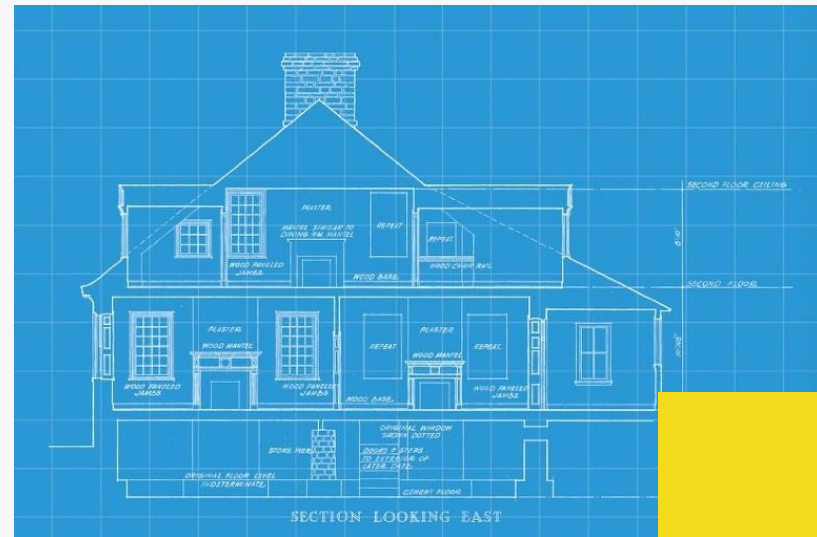 SECOND FLOOR CEILING
PLASTER
MANTEL SIMILAR TO
DINING RM. MANTEL
REPEAT
REPEAT
WOOD PANELED
JAMBS
WOOD CHAIR RAIL
WOOD BASE
SECOND FLOOR
PLASTER
WOOD MANTEL
REPEAT
PLASTER
WOOD MANTEL
REPEAT
WOOD PANELED
JAMBS
WOOD PANELED
JAMBS
WOOD BASE
WOOD PANELED
JAMBS
ORIGINAL WINDOW
SHOWN DOTTED
STONE PIER
DOORS & STEPS
TO EXTERIOR OF
LATER DATE
ORIGINAL FLOOR LEVEL
INDETERMINATE
CEMENT FLOOR
SECTION LOOKING EAST